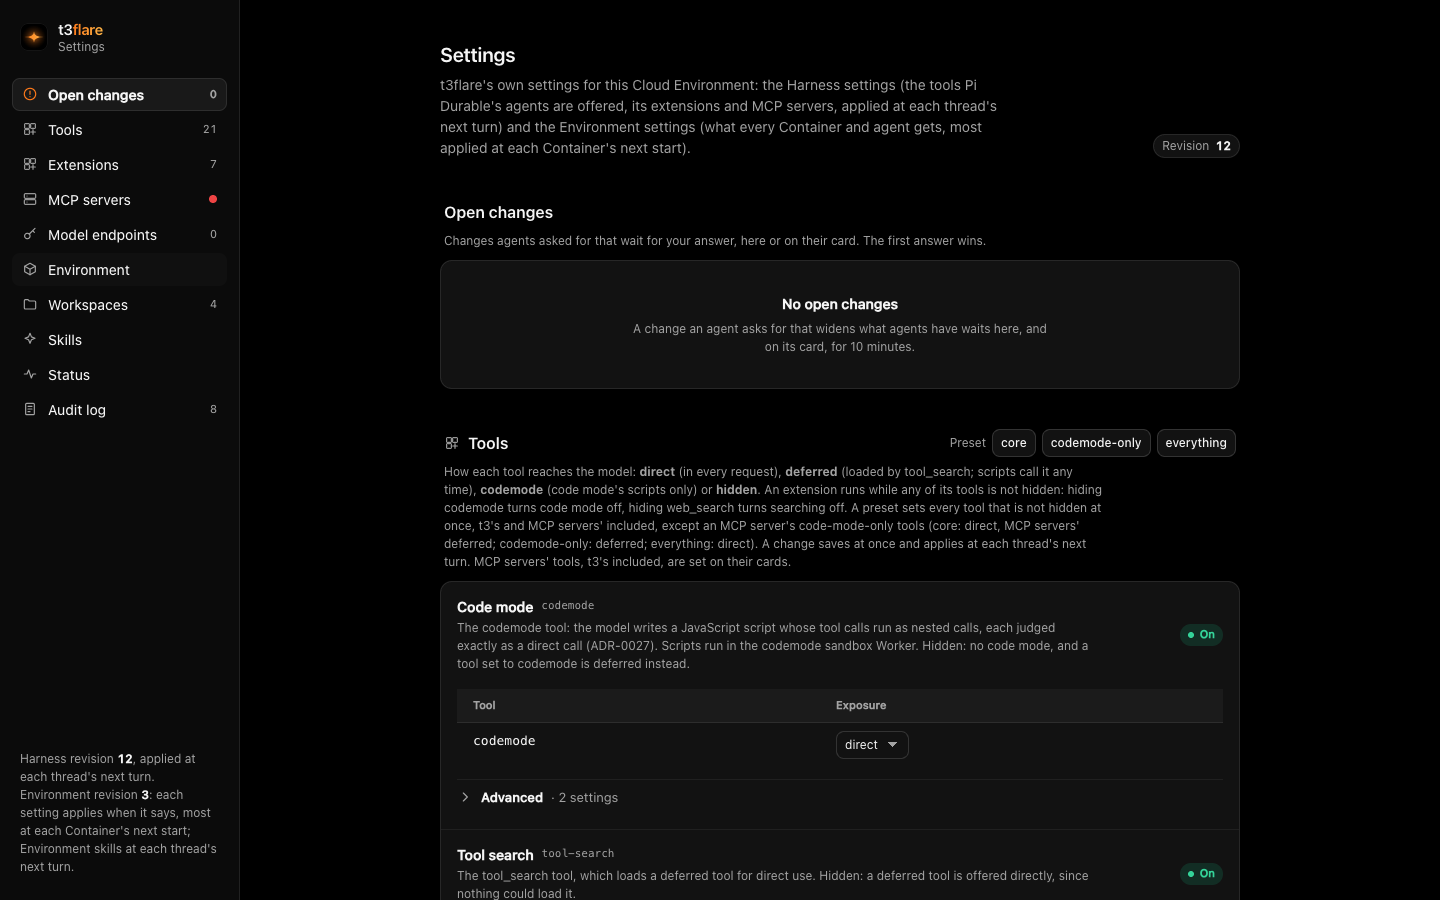 t3flare
Settings
Open changes 0
Tools 21
Extensions 7
MCP servers
Model endpoints 0
Environment
Workspaces 4
Skills
Status
Audit log 8
Harness revision 12, applied at
each thread's next turn.
Environment revision 3: each
setting applies when it says, most
at each Container's next start;
Environment skills at each thread's
next turn.
Settings
t3flare's own settings for this Cloud Environment: the Harness settings (the tools Pi
Durable's agents are offered, its extensions and MCP servers, applied at each thread's
next turn) and the Environment settings (what every Container and agent gets, most
applied at each Container's next start).
Revision 12
Open changes
Changes agents asked for that wait for your answer, here or on their card. The first answer wins.
No open changes
A change an agent asks for that widens what agents have waits here, and
on its card, for 10 minutes.
Tools
Preset core codemode-only everything
How each tool reaches the model: direct (in every request), deferred (loaded by tool_search; scripts call it any
time), codemode (code mode's scripts only) or hidden. An extension runs while any of its tools is not hidden: hiding
codemode turns code mode off, hiding web_search turns searching off. A preset sets every tool that is not hidden at
once, t3's and MCP servers' included, except an MCP server's code-mode-only tools (core: direct, MCP servers'
deferred; codemode-only: deferred; everything: direct). A change saves at once and applies at each thread's next
turn. MCP servers' tools, t3's included, are set on their cards.
Code mode codemode
The codemode tool: the model writes a JavaScript script whose tool calls run as nested calls, each judged
exactly as a direct call (ADR-0027). Scripts run in the codemode sandbox Worker. Hidden: no code mode, and a
tool set to codemode is deferred instead.
On
Tool Exposure
codemode direct
Advanced · 2 settings
Tool search tool-search
The tool_search tool, which loads a deferred tool for direct use. Hidden: a deferred tool is offered directly, since
nothing could load it.
On